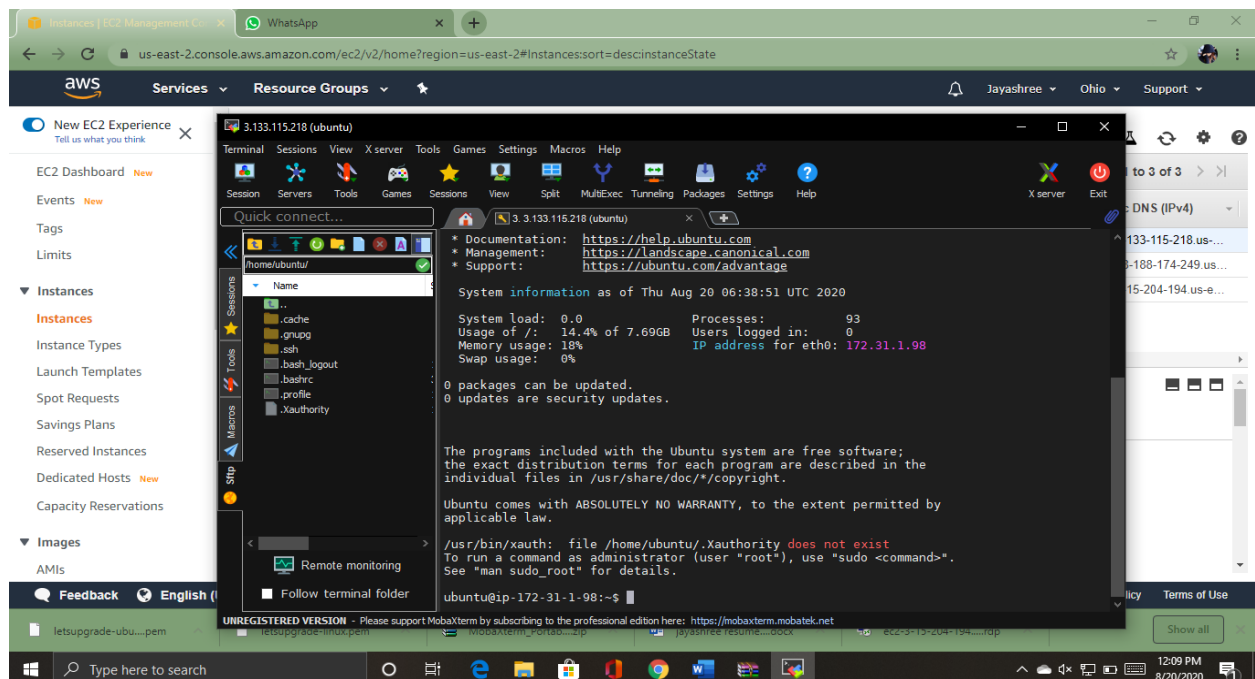 Instances | EC2 Management Con
WhatsApp
us-east-2.console.aws.amazon.com/ec2/v2/home?region=us-east-2#Instances:sort=desc:instanceState
aws Services Resource Groups Jayashree Ohio Support
New EC2 Experience
Tell us what you think
EC2 Dashboard New
Events New
Tags
Limits
Instances
Instances
Instance Types
Launch Templates
Spot Requests
Savings Plans
Reserved Instances
Dedicated Hosts New
Capacity Reservations
Images
AMIs
Feedback English (
to 3 of 3
DNS (IPv4)
133-115-218.us-...
-188-174-249.us...
15-204-194.us-e...
licy Terms of Use
3.133.115.218 (ubuntu)
Terminal Sessions View X server Tools Games Settings Macros Help
Session Servers Tools Games Sessions View Split MultiExec Tunneling Packages Settings Help X server Exit
Quick connect...
3. 3.133.115.218 (ubuntu)
/home/ubuntu/
Name
..
.cache
.gnupg
.ssh
.bash_logout
.bashrc
.profile
.Xauthority
Sessions
Tools
Macros
Sftp
Remote monitoring
Follow terminal folder
* Documentation: https://help.ubuntu.com
* Management: https://landscape.canonical.com
* Support: https://ubuntu.com/advantage
System information as of Thu Aug 20 06:38:51 UTC 2020
System load: 0.0 Processes: 93
Usage of /: 14.4% of 7.69GB Users logged in: 0
Memory usage: 18% IP address for eth0: 172.31.1.98
Swap usage: 0%
0 packages can be updated.
0 updates are security updates.
The programs included with the Ubuntu system are free software;
the exact distribution terms for each program are described in the
individual files in /usr/share/doc/*/copyright.
Ubuntu comes with ABSOLUTELY NO WARRANTY, to the extent permitted by
applicable law.
/usr/bin/xauth: file /home/ubuntu/.Xauthority does not exist
To run a command as administrator (user "root"), use "sudo <command>".
See "man sudo_root" for details.
ubuntu@ip-172-31-1-98:~$
UNREGISTERED VERSION - Please support MobaXterm by subscribing to the professional edition here: https://mobaxterm.mobatek.net
letsupgrade-ubu....pem letsupgrade-linux.pem MobaXterm_Portab....zip jayashree resume....docx ec2-3-15-204-194....rdp Show all
Type here to search
12:09 PM
8/20/2020